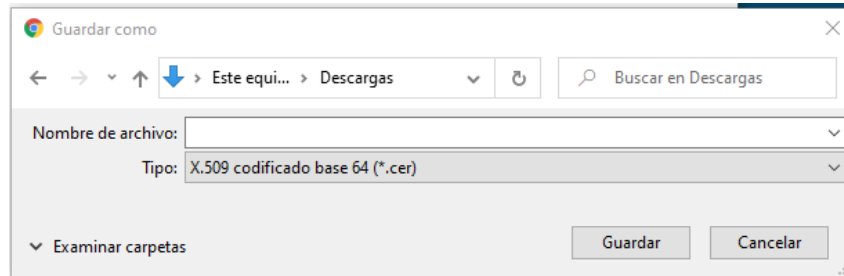 Guardar como
Este equi... > Descargas
Buscar en Descargas
Nombre de archivo:
Tipo: X.509 codificado base 64 (*.cer)
Examinar carpetas
Guardar
Cancelar